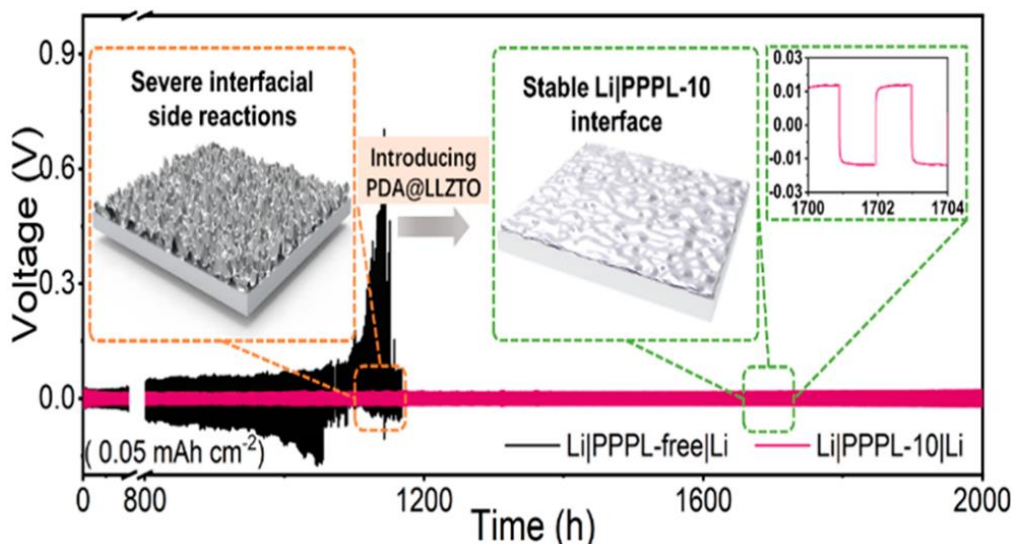 Voltage (V)
0.9
0.6
0.3
0.0
Severe interfacial
side reactions
Introducing
PDA@LLZTO
Stable Li|PPPL-10
interface
0.03
0.01
0.00
-0.01
-0.03
1700 1702 1704
( 0.05 mAh cm⁻²)
Li|PPPL-free|Li
Li|PPPL-10|Li
0 800 1200 1600 2000
Time (h)